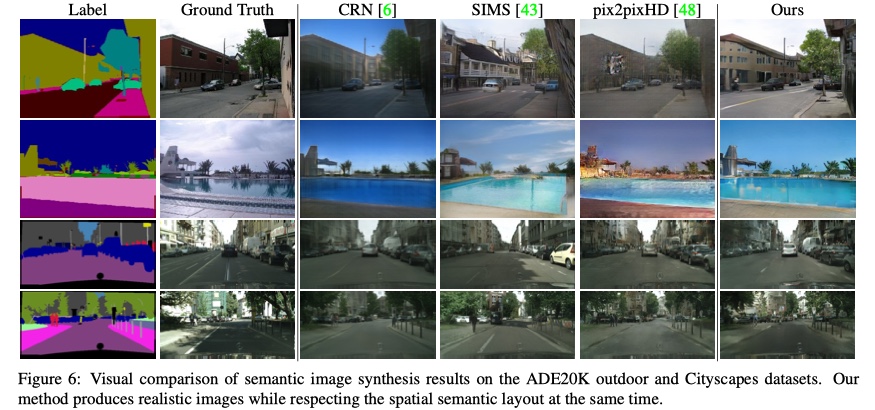 Label Ground Truth CRN [6] SIMS [43] pix2pixHD [48] Ours
Figure 6: Visual comparison of semantic image synthesis results on the ADE20K outdoor and Cityscapes datasets. Our
method produces realistic images while respecting the spatial semantic layout at the same time.